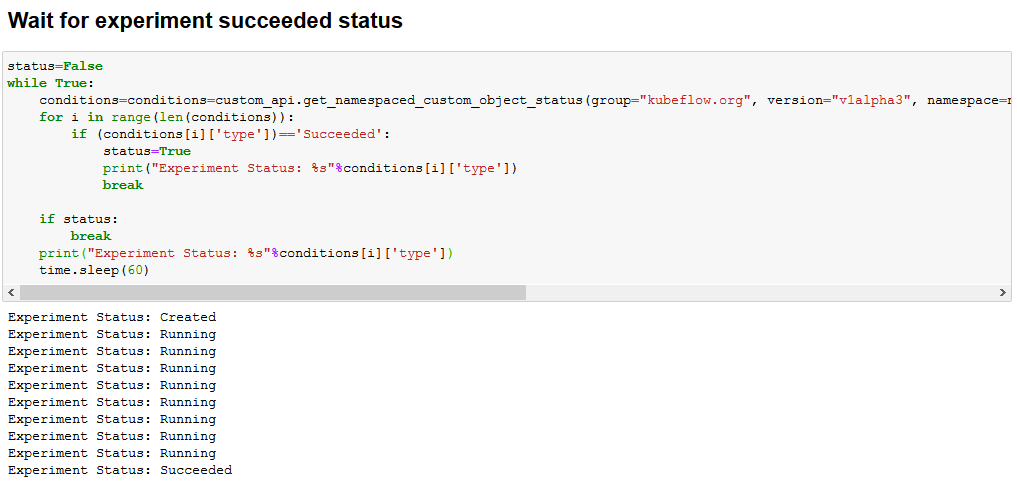 Wait for experiment succeeded status
status=False
while True:
    conditions=conditions=custom_api.get_namespaced_custom_object_status(group="kubeflow.org", version="v1alpha3", namespace=
    for i in range(len(conditions)):
        if (conditions[i]['type'])=='Succeeded':
            status=True
            print("Experiment Status: %s"%conditions[i]['type'])
            break
    if status:
        break
    print("Experiment Status: %s"%conditions[i]['type'])
    time.sleep(60)
Experiment Status: Created
Experiment Status: Running
Experiment Status: Running
Experiment Status: Running
Experiment Status: Running
Experiment Status: Running
Experiment Status: Running
Experiment Status: Running
Experiment Status: Running
Experiment Status: Succeeded